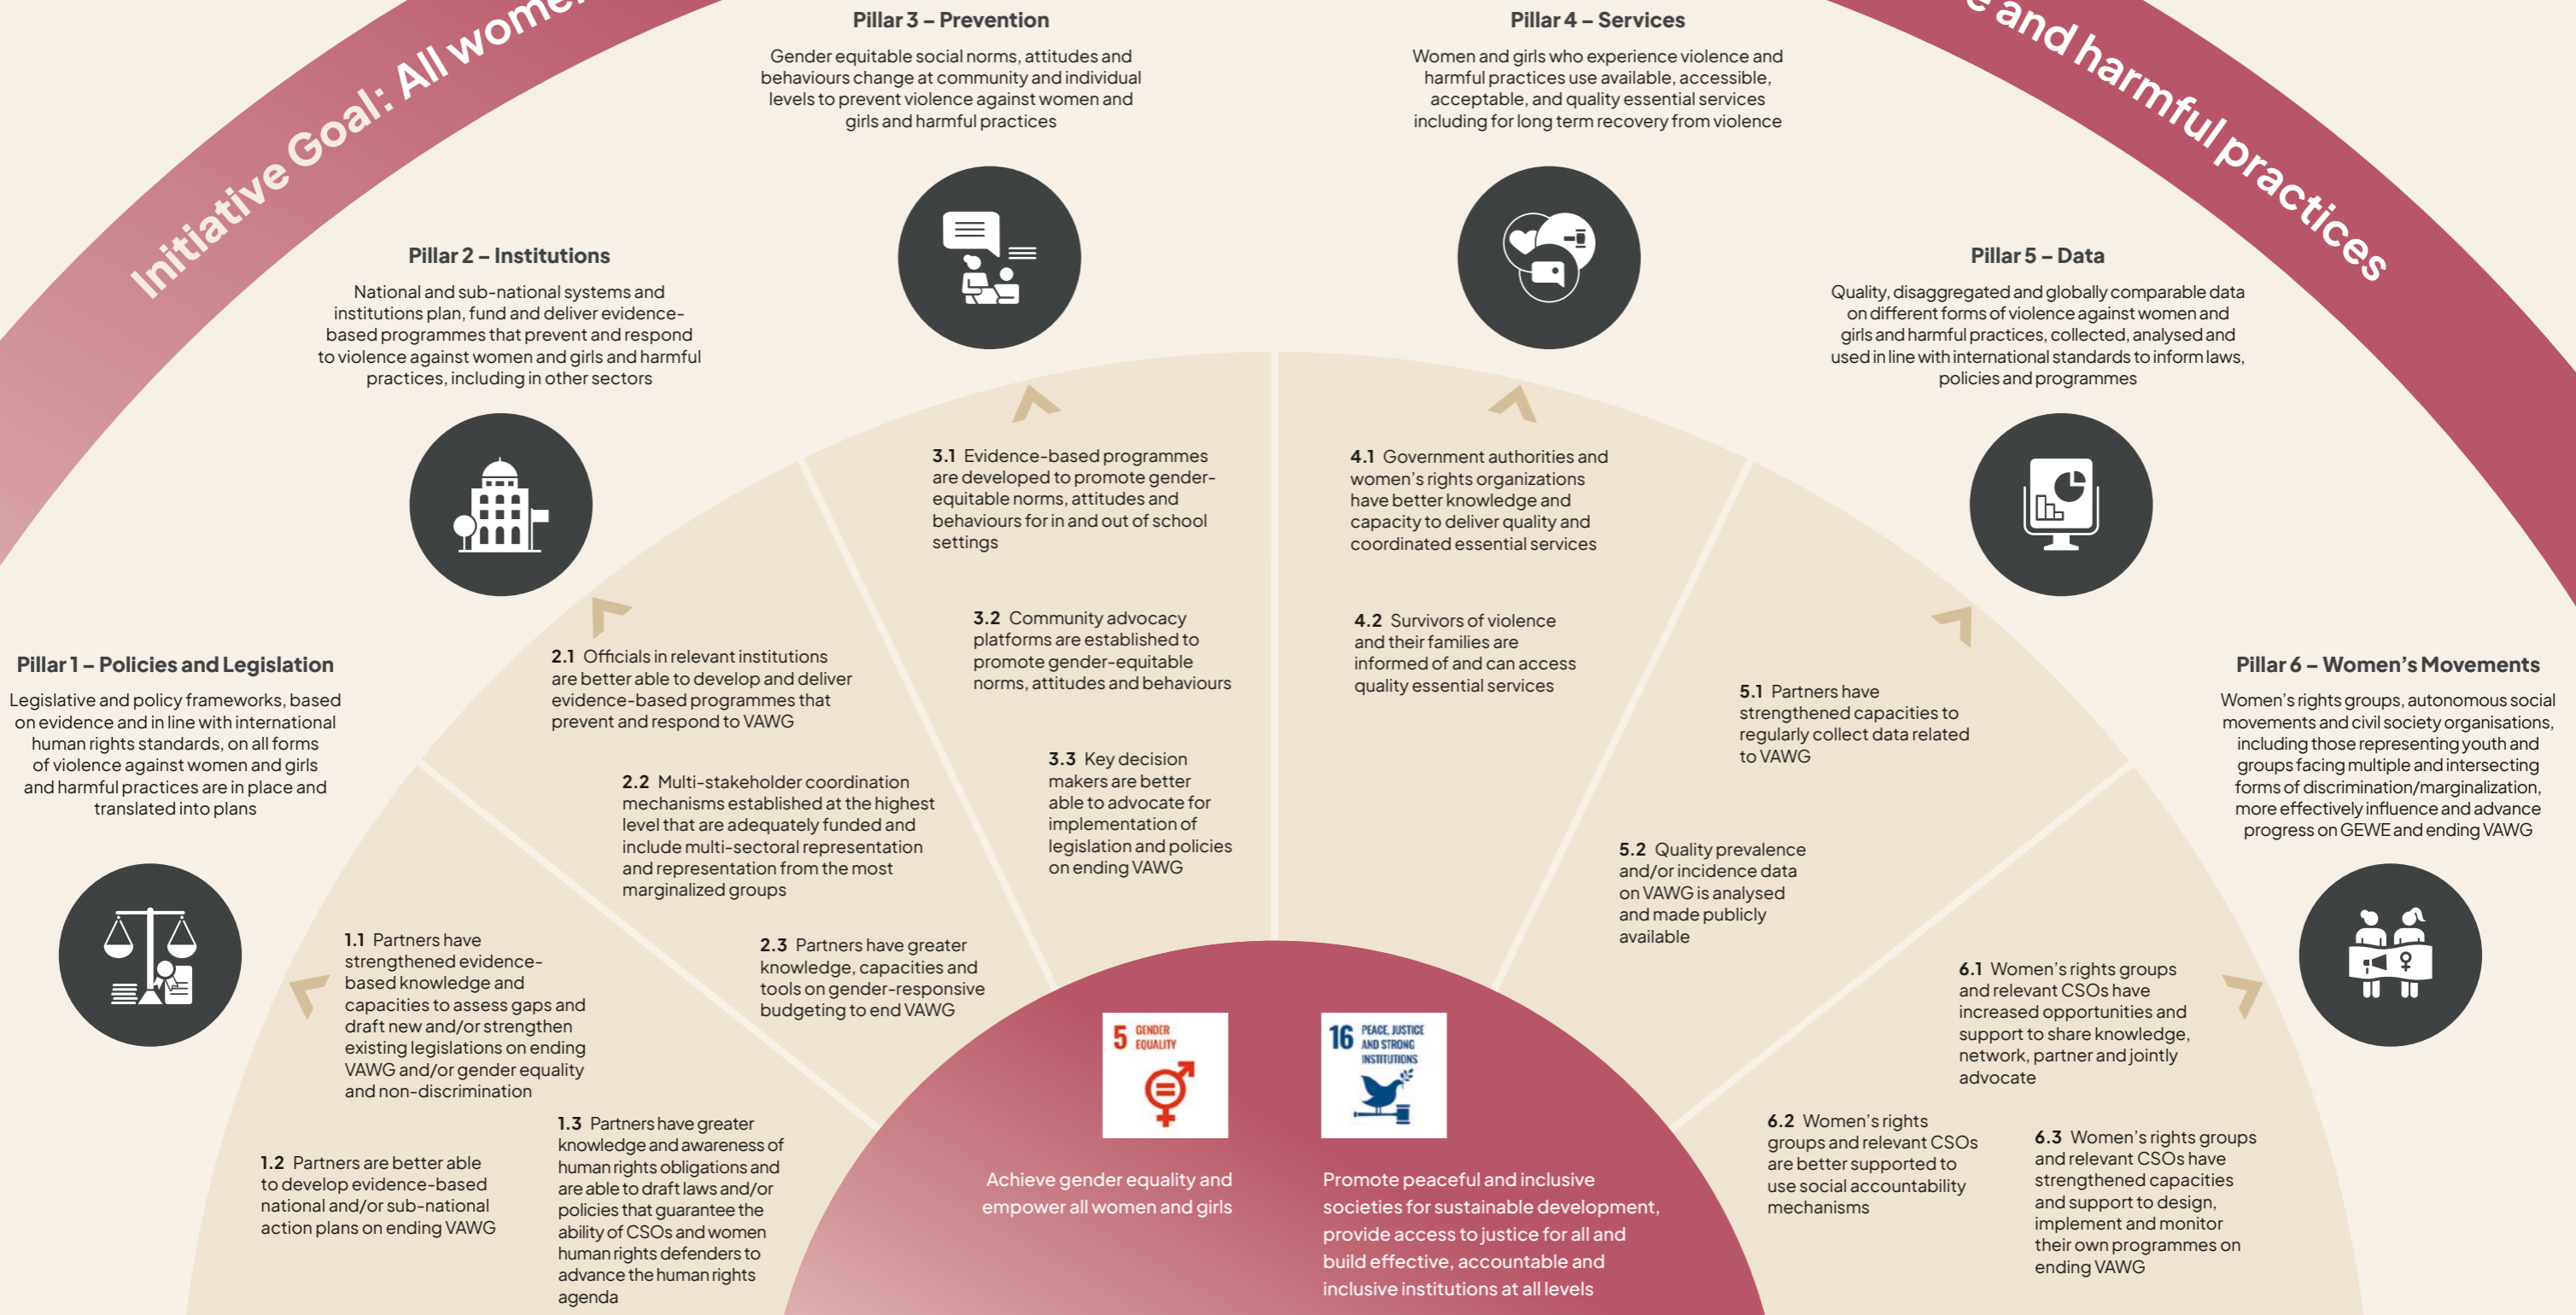 Initiative Goal: All
and harmful practices
Pillar 1 – Policies and Legislation
Legislative and policy frameworks, based
on evidence and in line with international
human rights standards, on all forms
of violence against women and girls
and harmful practices are in place and
translated into plans
Pillar 2 – Institutions
National and sub-national systems and
institutions plan, fund and deliver evidence-
based programmes that prevent and respond
to violence against women and girls and harmful
practices, including in other sectors
Pillar 3 – Prevention
Gender equitable social norms, attitudes and
behaviours change at community and individual
levels to prevent violence against women and
girls and harmful practices
Pillar 4 – Services
Women and girls who experience violence and
harmful practices use available, accessible,
acceptable, and quality essential services
including for long term recovery from violence
Pillar 5 – Data
Quality, disaggregated and globally comparable data
on different forms of violence against women and
girls and harmful practices, collected, analysed and
used in line with international standards to inform laws,
policies and programmes
Pillar 6 – Women’s Movements
Women’s rights groups, autonomous social
movements and civil society organisations,
including those representing youth and
groups facing multiple and intersecting
forms of discrimination/marginalization,
more effectively influence and advance
progress on GEWE and ending VAWG
1.1 Partners have
strengthened evidence-
based knowledge and
capacities to assess gaps and
draft new and/or strengthen
existing legislations on ending
VAWG and/or gender equality
and non-discrimination
1.2 Partners are better able
to develop evidence-based
national and/or sub-national
action plans on ending VAWG
1.3 Partners have greater
knowledge and awareness of
human rights obligations and
are able to draft laws and/or
policies that guarantee the
ability of CSOs and women
human rights defenders to
advance the human rights
agenda
2.1 Officials in relevant institutions
are better able to develop and deliver
evidence-based programmes that
prevent and respond to VAWG
2.2 Multi-stakeholder coordination
mechanisms established at the highest
level that are adequately funded and
include multi-sectoral representation
and representation from the most
marginalized groups
2.3 Partners have greater
knowledge, capacities and
tools on gender-responsive
budgeting to end VAWG
3.1 Evidence-based programmes
are developed to promote gender-
equitable norms, attitudes and
behaviours for in and out of school
settings
3.2 Community advocacy
platforms are established to
promote gender-equitable
norms, attitudes and behaviours
3.3 Key decision
makers are better
able to advocate for
implementation of
legislation and policies
on ending VAWG
4.1 Government authorities and
women’s rights organizations
have better knowledge and
capacity to deliver quality and
coordinated essential services
4.2 Survivors of violence
and their families are
informed of and can access
quality essential services
5.1 Partners have
strengthened capacities to
regularly collect data related
to VAWG
5.2 Quality prevalence
and/or incidence data
on VAWG is analysed
and made publicly
available
6.1 Women’s rights groups
and relevant CSOs have
increased opportunities and
support to share knowledge,
network, partner and jointly
advocate
6.2 Women’s rights
groups and relevant CSOs
are better supported to
use social accountability
mechanisms
6.3 Women’s rights groups
and relevant CSOs have
strengthened capacities
and support to design,
implement and monitor
their own programmes on
ending VAWG
5 GENDER
EQUALITY
Achieve gender equality and
empower all women and girls
16 PEACE, JUSTICE
AND STRONG
INSTITUTIONS
Promote peaceful and inclusive
societies for sustainable development,
provide access to justice for all and
build effective, accountable and
inclusive institutions at all levels